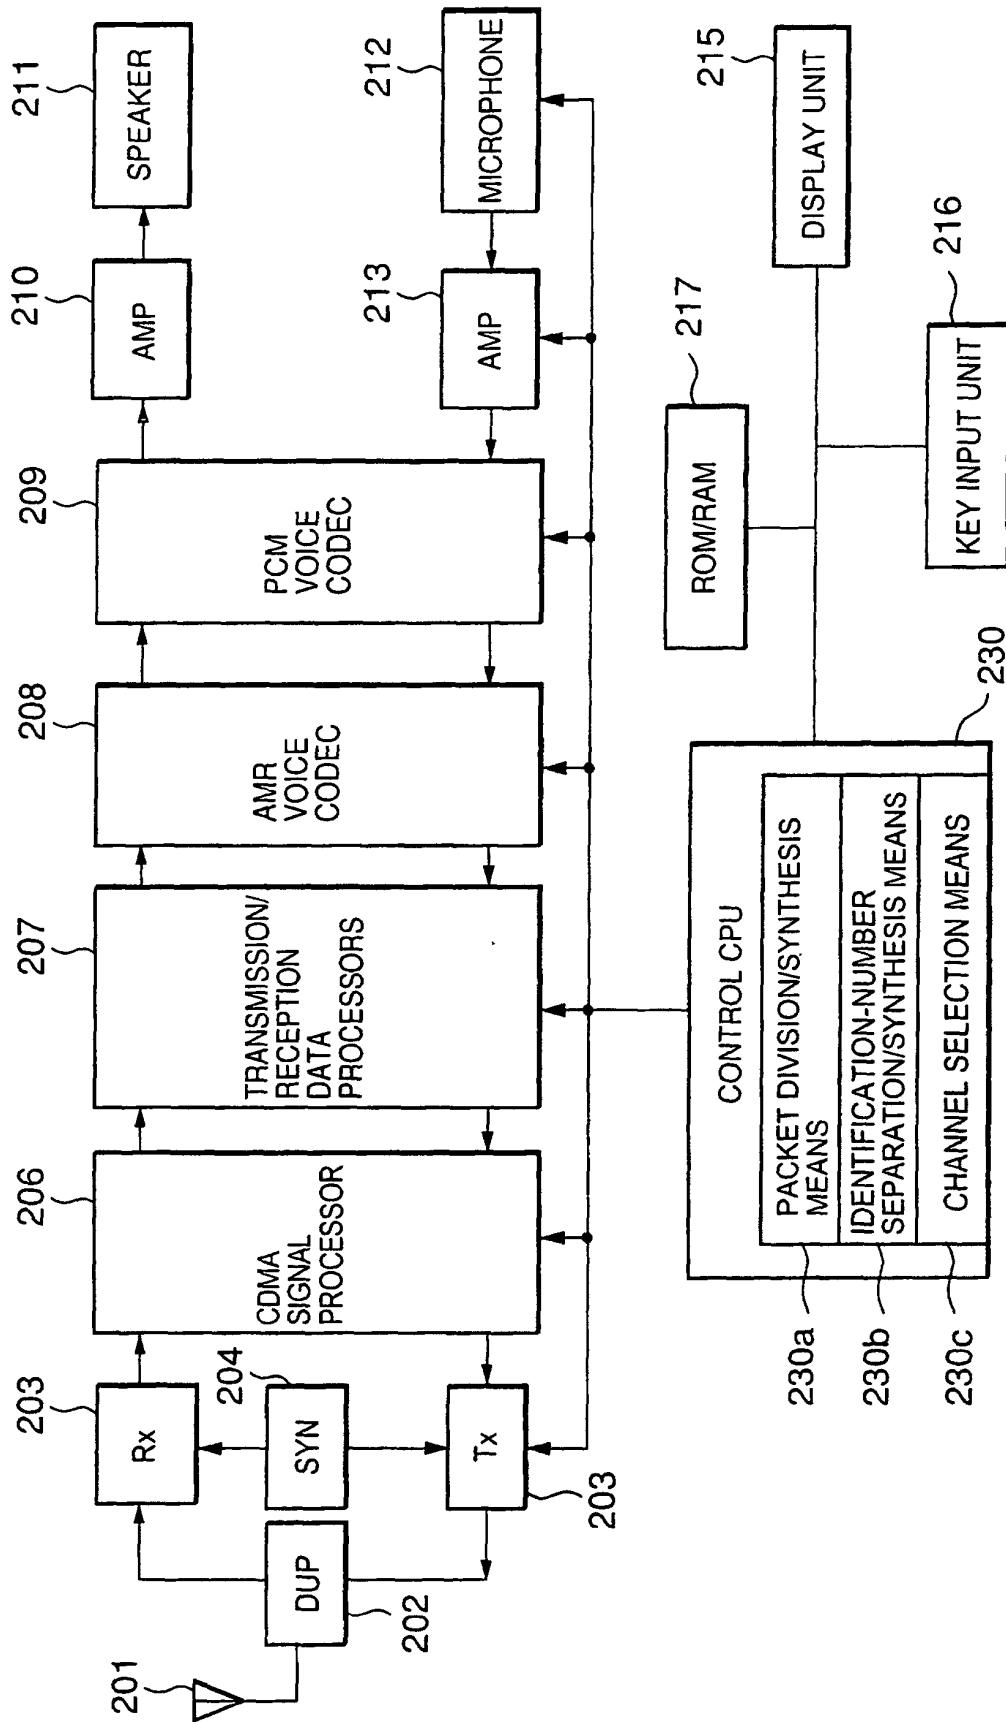 201
DUP
202
203
Rx
204
SYN
Tx
203
206
CDMA
SIGNAL
PROCESSOR
207
TRANSMISSION/
RECEPTION
DATA
PROCESSORS
208
AMR
VOICE
CODEC
209
PCM
VOICE
CODEC
210
AMP
211
SPEAKER
212
MICROPHONE
213
AMP
CONTROL CPU
PACKET DIVISION/SYNTHESIS
MEANS
IDENTIFICATION-NUMBER
SEPARATION/SYNTHESIS MEANS
CHANNEL SELECTION MEANS
230a
230b
230c
230
217
ROM/RAM
215
DISPLAY UNIT
216
KEY INPUT UNIT